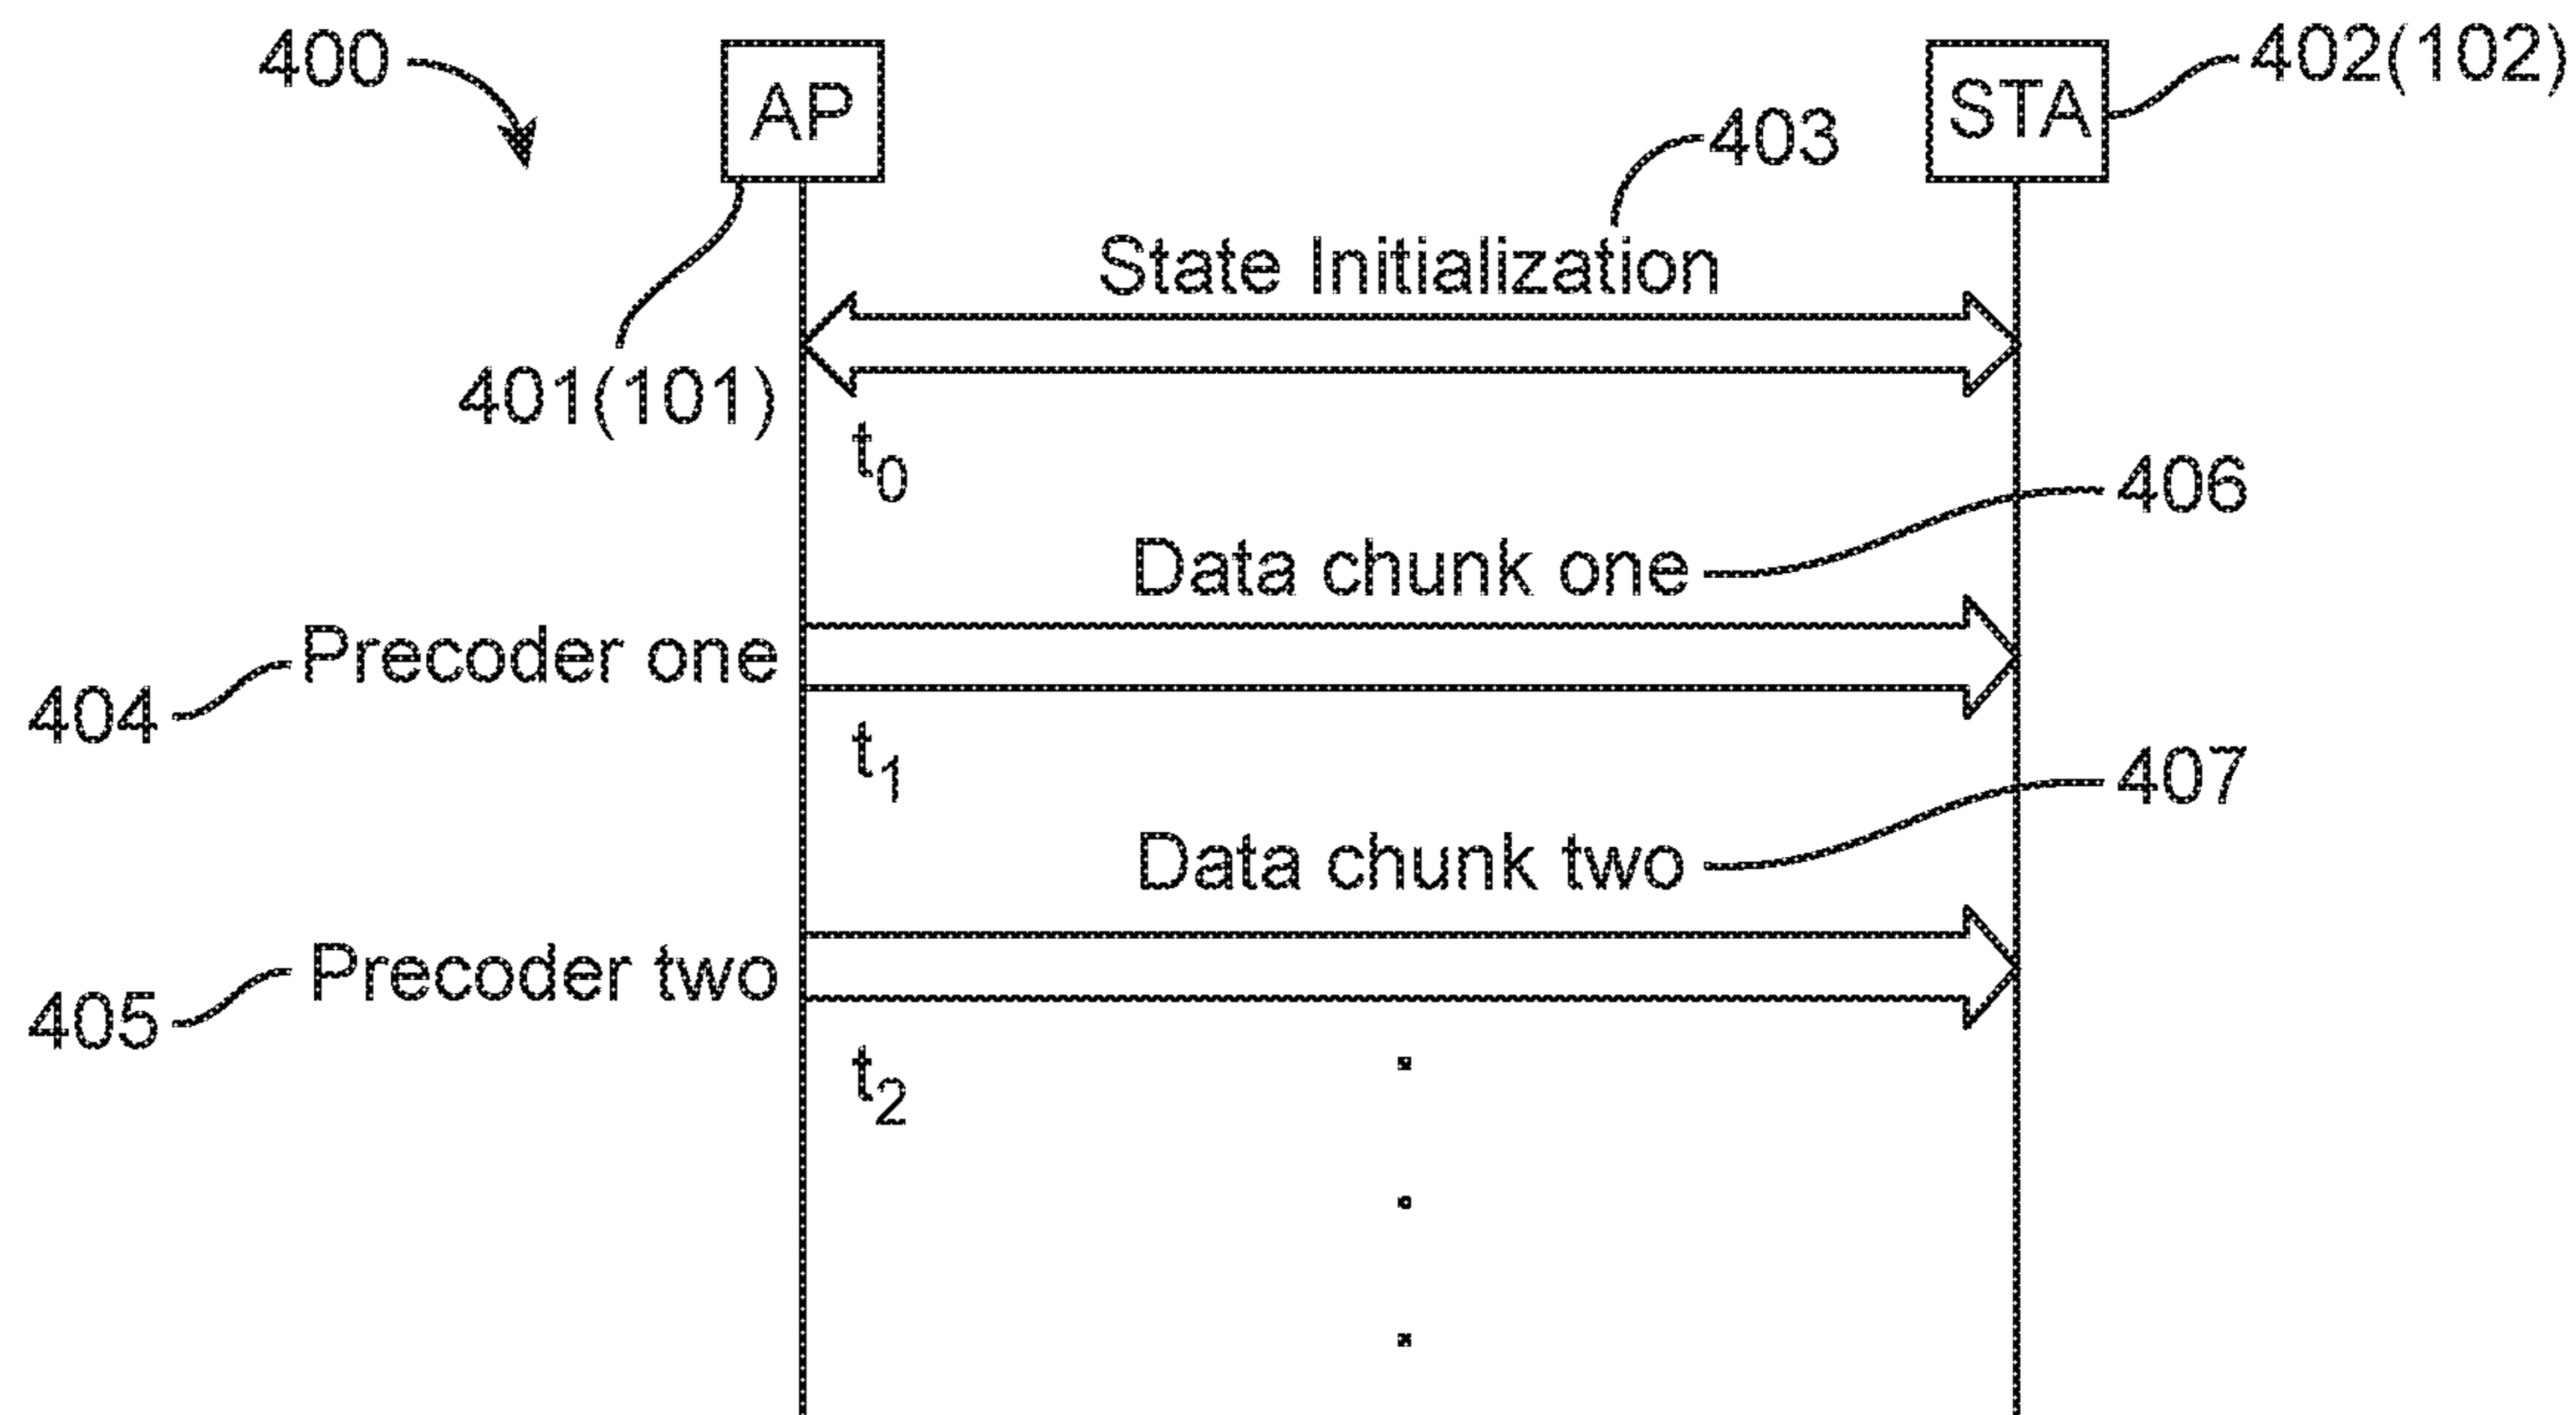 400
AP
STA
402(102)
403
State Initialization
401(101)
t0
406
Data chunk one
Precoder one
404
t1
407
Data chunk two
Precoder two
405
t2